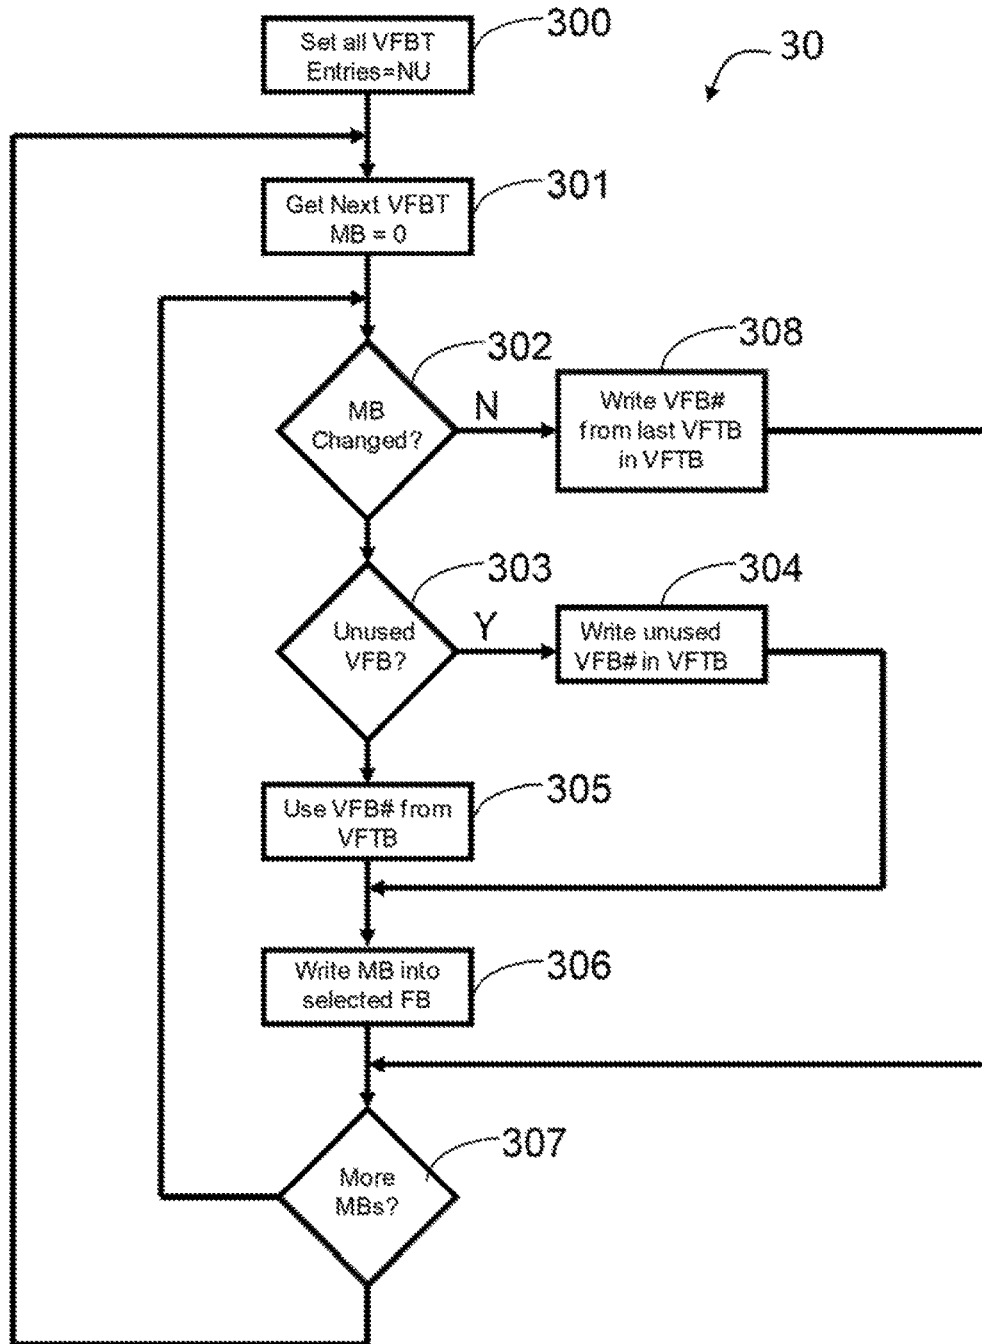 300
Set all VFBT
Entries=NU
30
301
Get Next VFBT
MB = 0
302
MB
Changed?
N
308
Write VFB#
from last VFTB
in VFTB
303
Unused
VFB?
Y
304
Write unused
VFB# in VFTB
305
Use VFB# from
VFTB
306
Write MB into
selected FB
307
More
MBs?